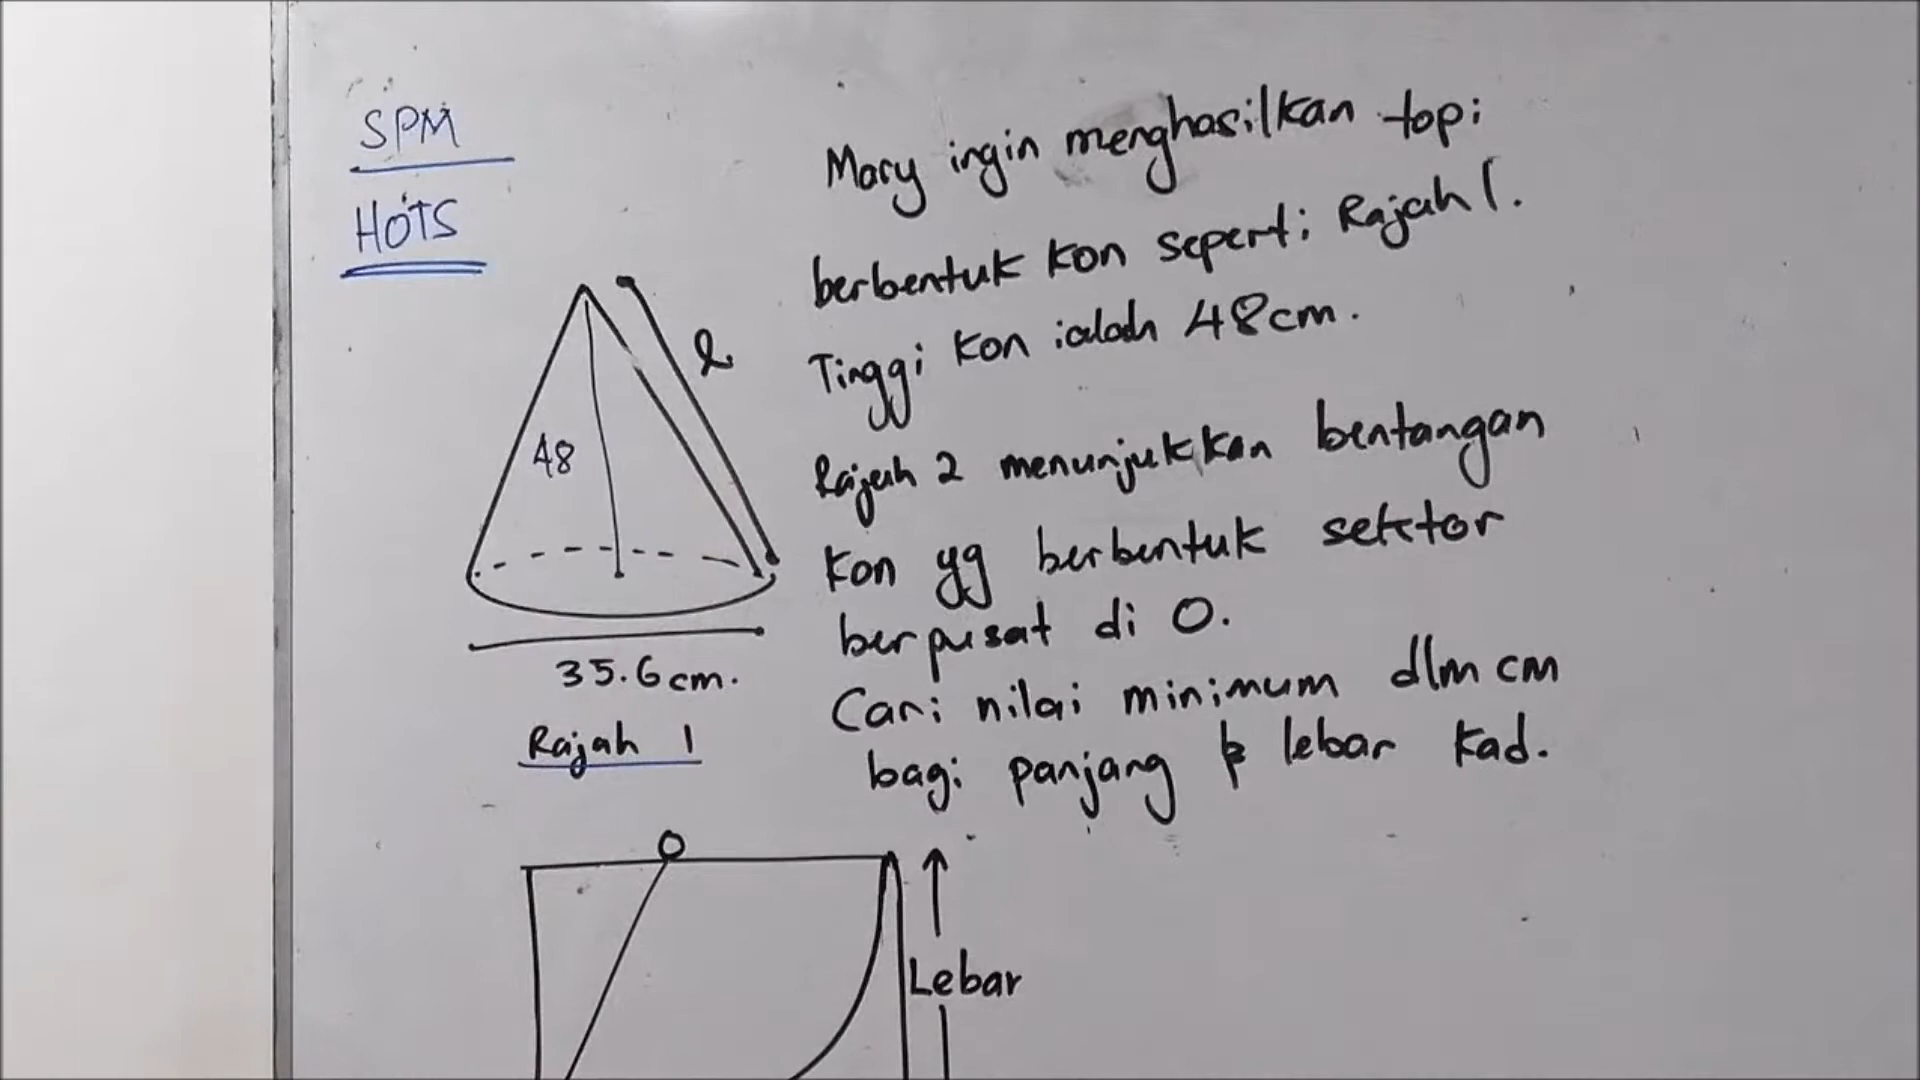 SPM
HOTS
Mary ingin menghasilkan topi
berbentuk kon seperti Rajah 1.
Tinggi kon ialah 48cm.
Rajah 2 menunjukkan bentangan
kon yg berbentuk sektor
berpusat di O.
Cari nilai minimum dlm cm
bagi panjang & lebar kad.
l
48
35.6cm.
Rajah 1
O
Lebar